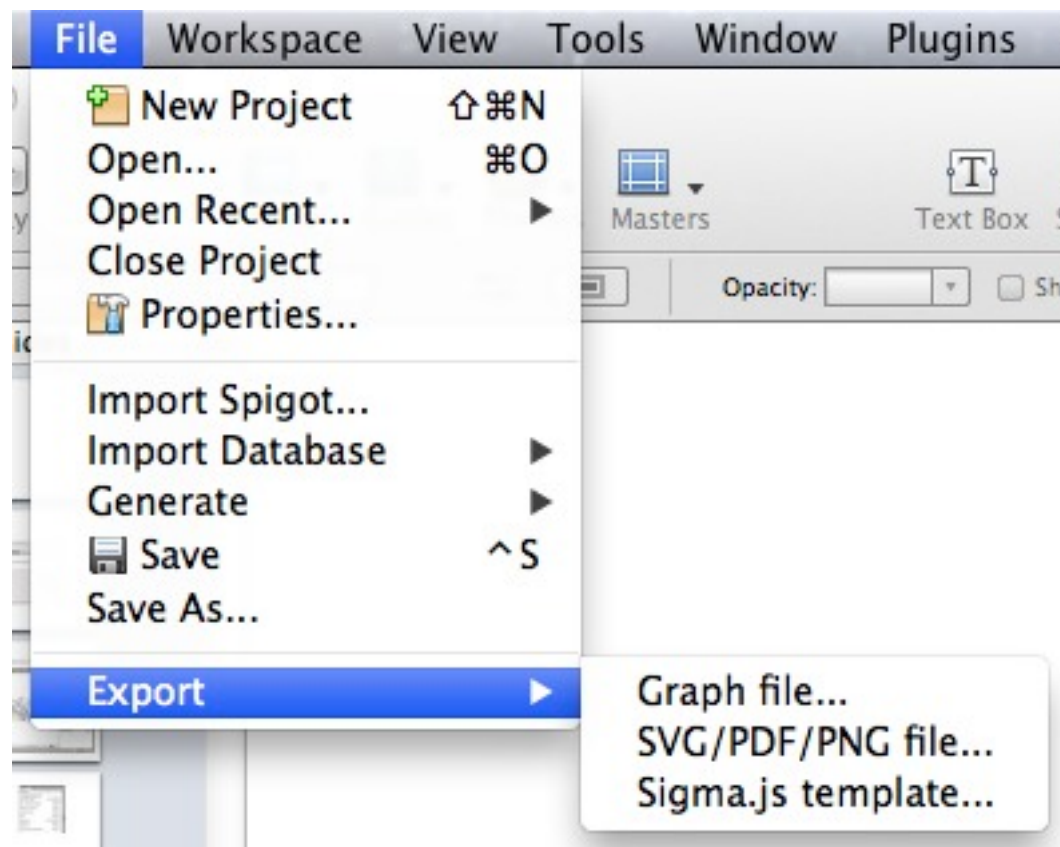 File Workspace View Tools Window Plugins
New Project ⇧⌘N
Open... ⌘O
Open Recent...
Close Project
Properties...
Import Spigot...
Import Database
Generate
Save ^S
Save As...
Export
Graph file...
SVG/PDF/PNG file...
Sigma.js template...
Masters
Text Box
Opacity: